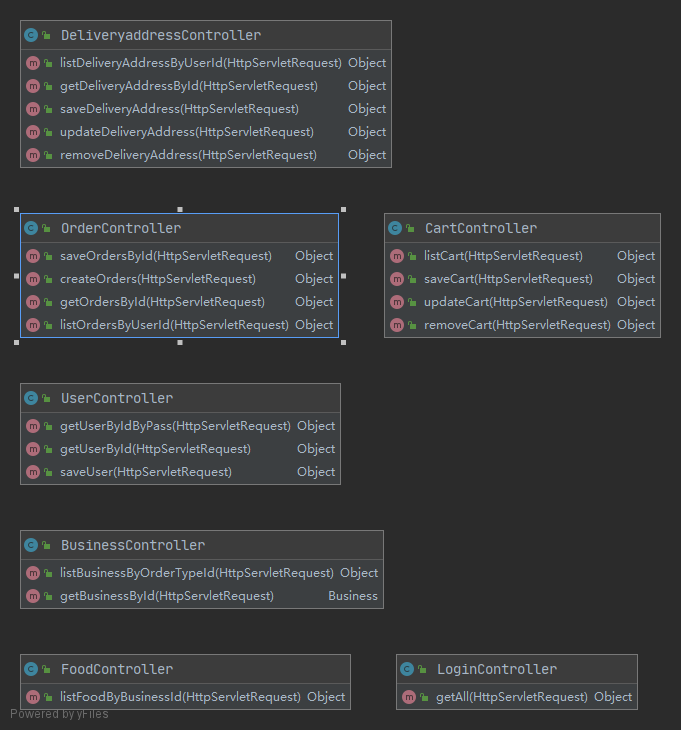 DeliveryaddressController
listDeliveryAddressByUserId(HttpServletRequest) Object
getDeliveryAddressById(HttpServletRequest) Object
saveDeliveryAddress(HttpServletRequest) Object
updateDeliveryAddress(HttpServletRequest) Object
removeDeliveryAddress(HttpServletRequest) Object
OrderController
saveOrdersById(HttpServletRequest) Object
createOrders(HttpServletRequest) Object
getOrdersById(HttpServletRequest) Object
listOrdersByUserId(HttpServletRequest) Object
CartController
listCart(HttpServletRequest) Object
saveCart(HttpServletRequest) Object
updateCart(HttpServletRequest) Object
removeCart(HttpServletRequest) Object
UserController
getUserByIdByPass(HttpServletRequest) Object
getUserById(HttpServletRequest) Object
saveUser(HttpServletRequest) Object
BusinessController
listBusinessByOrderTypeId(HttpServletRequest) Object
getBusinessById(HttpServletRequest) Business
FoodController
listFoodByBusinessId(HttpServletRequest) Object
LoginController
getAll(HttpServletRequest) Object
Powered by yFiles